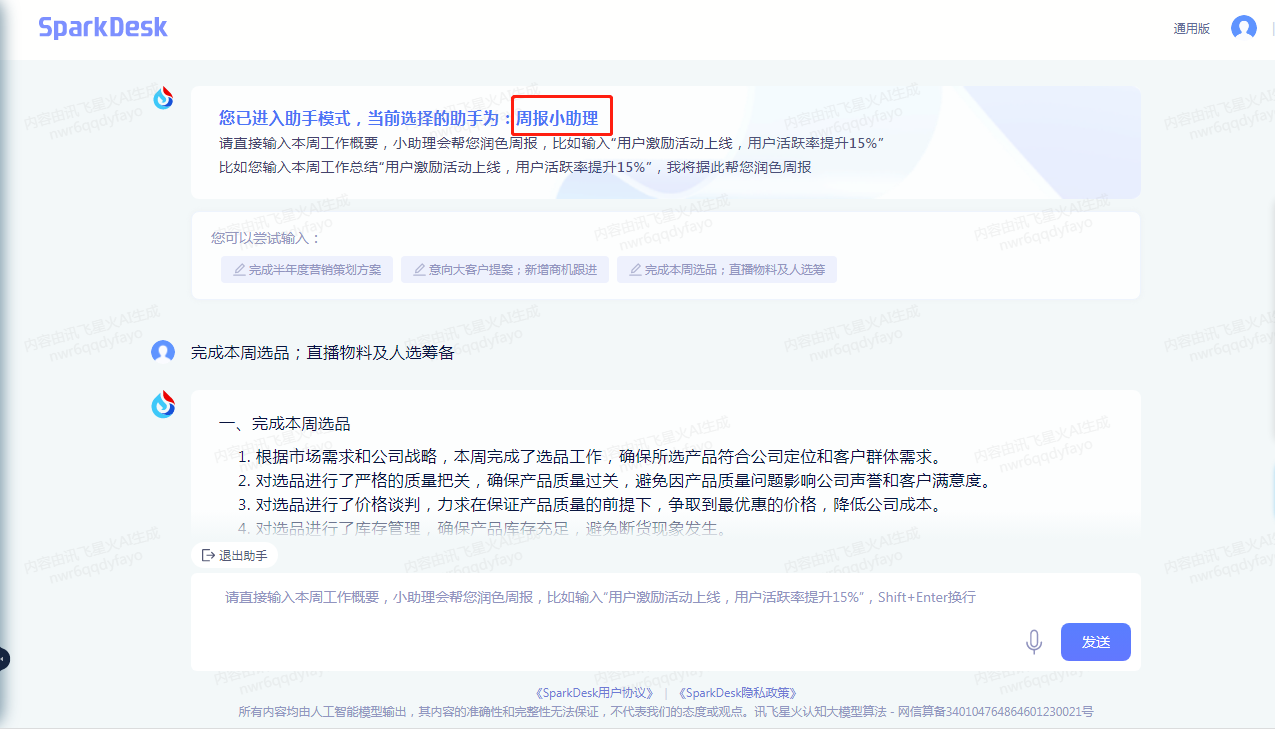 SparkDesk
通用版
您已进入助手模式，当前选择的助手为：周报小助理
请直接输入本周工作概要，小助理会帮您润色周报，比如输入“用户激励活动上线，用户活跃率提升15%”
比如您输入本周工作总结“用户激励活动上线，用户活跃率提升15%”，我将据此帮您润色周报
您可以尝试输入：
完成半年度营销策划方案 意向大客户提案；新增商机跟进 完成本周选品；直播物料及人选筹
完成本周选品；直播物料及人选筹备
一、完成本周选品
1. 根据市场需求和公司战略，本周完成了选品工作，确保所选产品符合公司定位和客户群体需求。
2. 对选品进行了严格的质量把关，确保产品质量过关，避免因产品质量问题影响公司声誉和客户满意度。
3. 对选品进行了价格谈判，力求在保证产品质量的前提下，争取到最优惠的价格，降低公司成本。
4. 对选品进行了库存管理，确保产品库存充足，避免断货现象发生。
退出助手
请直接输入本周工作概要，小助理会帮您润色周报，比如输入“用户激励活动上线，用户活跃率提升15%”，Shift+Enter换行
发送
《SparkDesk用户协议》 | 《SparkDesk隐私政策》
所有内容均由人工智能模型输出，其内容的准确性和完整性无法保证，不代表我们的态度或观点。讯飞星火认知大模型算法 - 网信算备340104764864601230021号
内容由讯飞星火AI生成
nwr6qqdyfayo